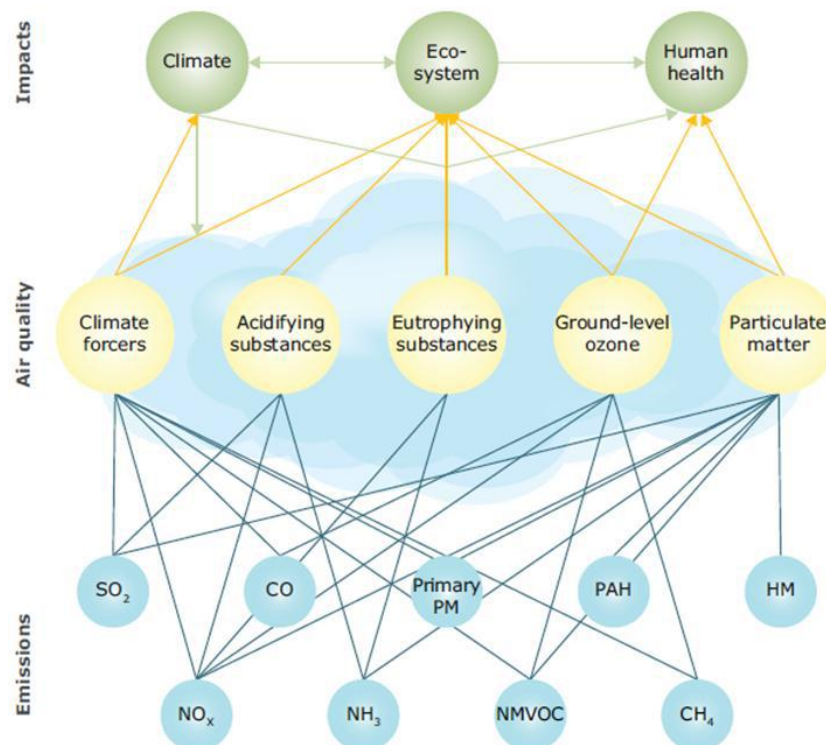 Impacts
Climate
Eco-
system
Human
health
Air quality
Climate
forcers
Acidifying
substances
Eutrophying
substances
Ground-level
ozone
Particulate
matter
Emissions
SO₂
CO
Primary
PM
PAH
HM
NOₓ
NH₃
NMVOC
CH₄